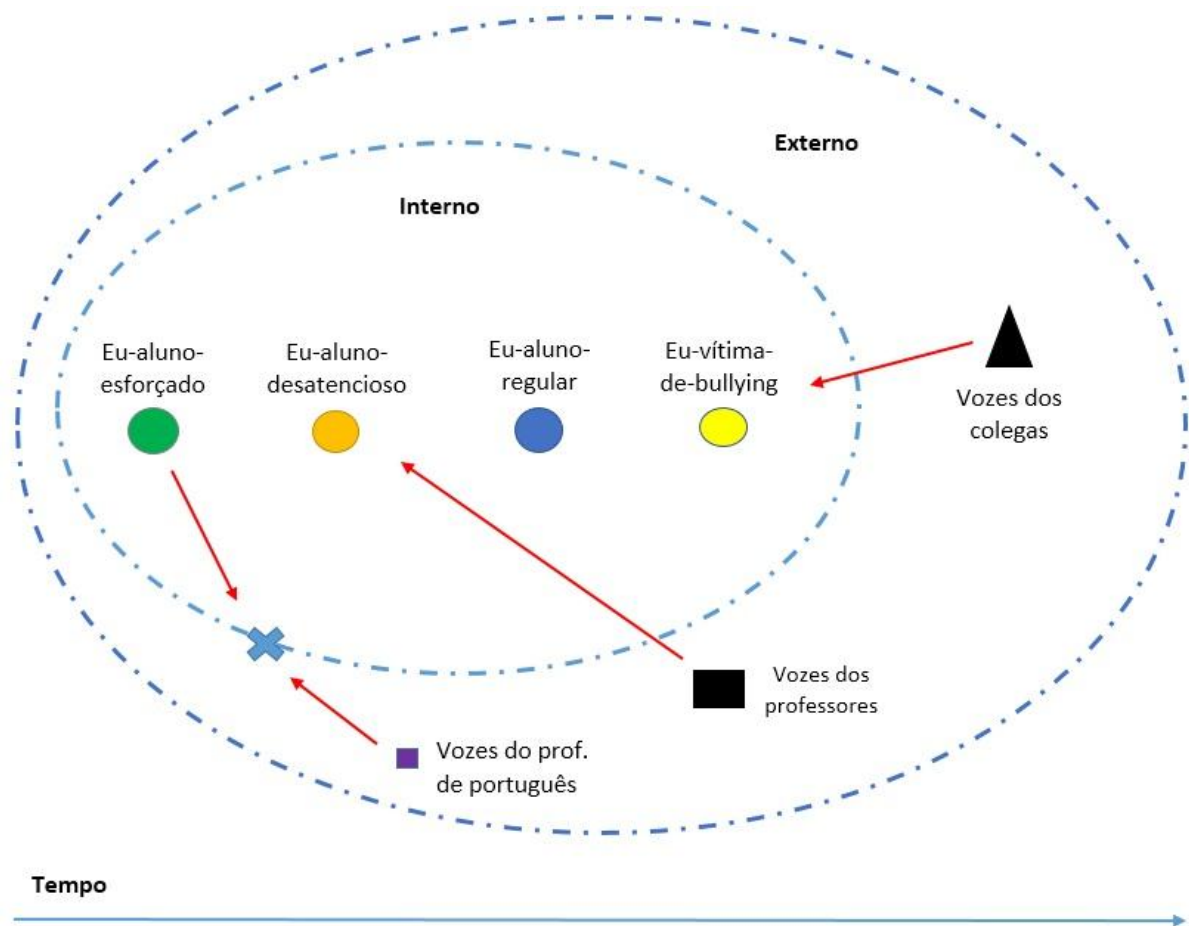 Externo
Interno
Eu-aluno-
esforçado
Eu-aluno-
desatencioso
Eu-aluno-
regular
Eu-vítima-
de-bullying
Vozes dos
colegas
Vozes dos
professores
Vozes do prof.
de português
Tempo